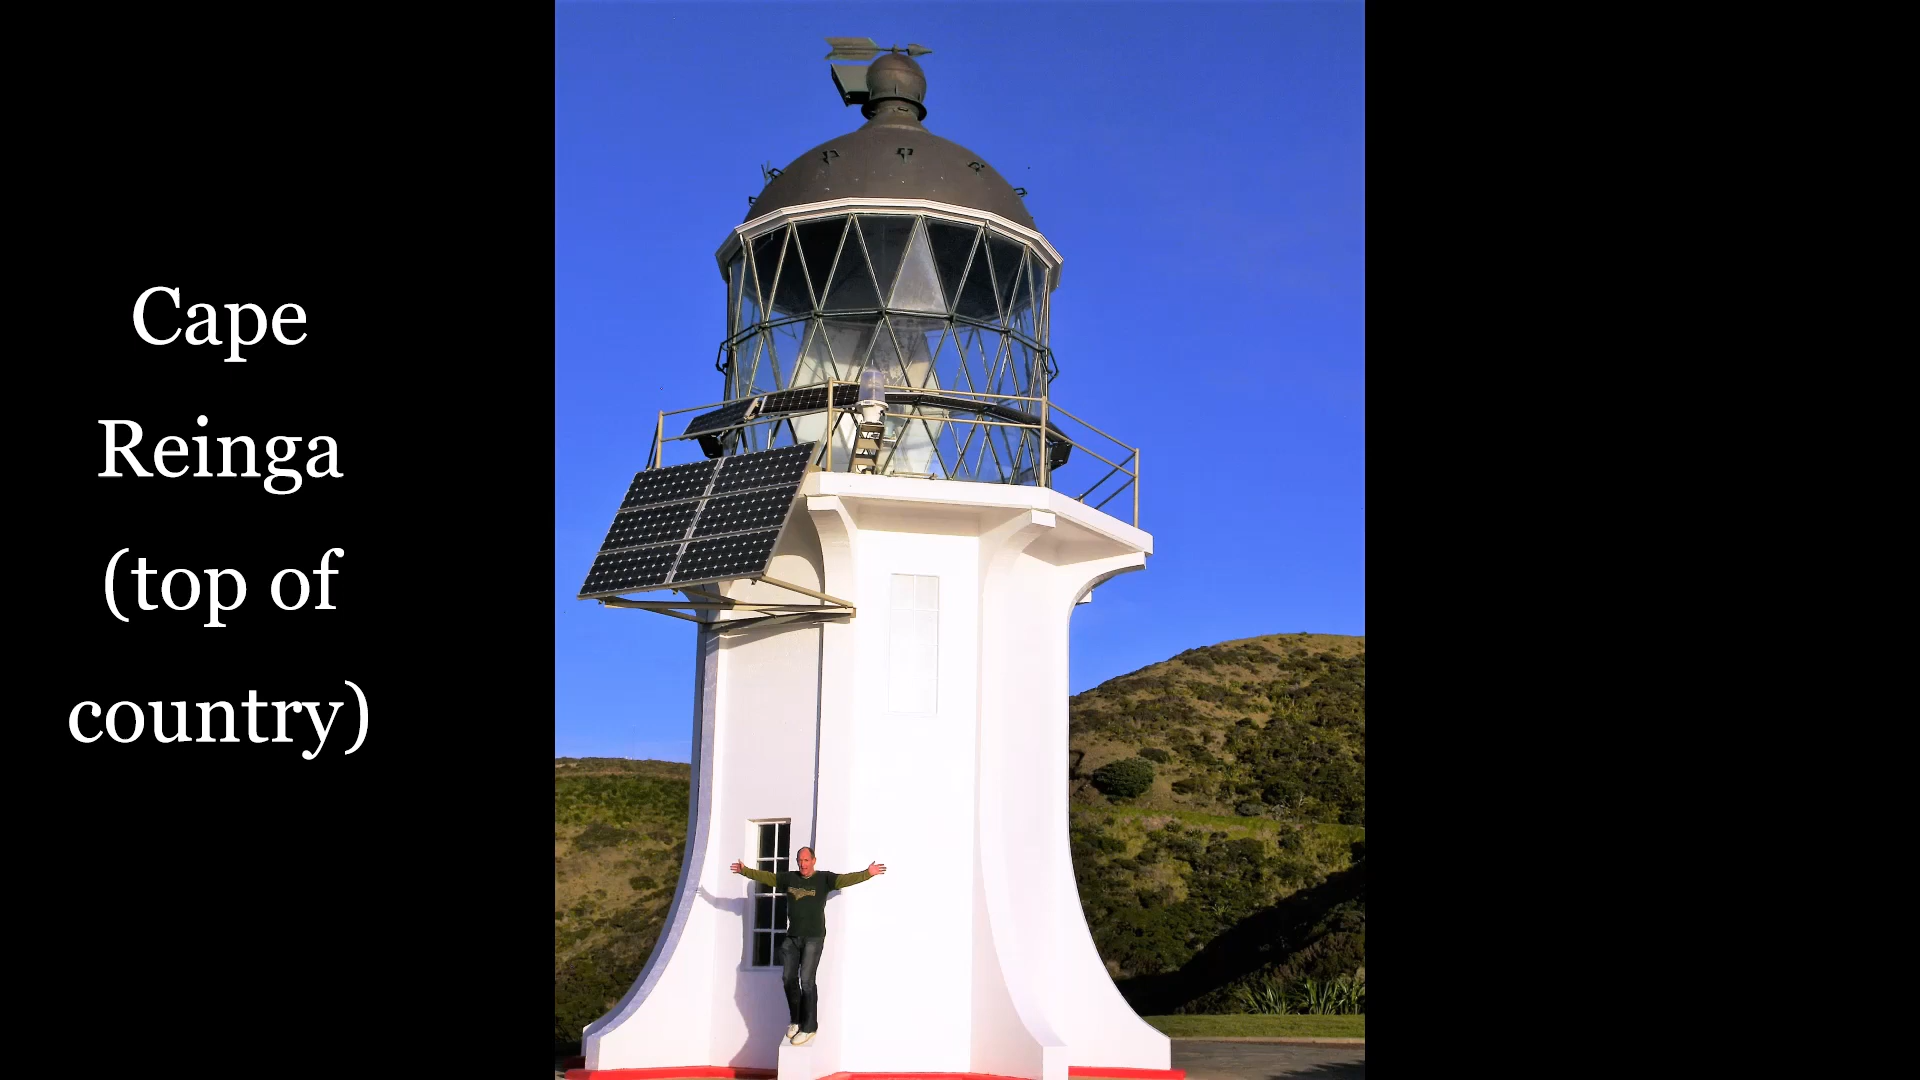 Cape
Reinga
(top of
country)